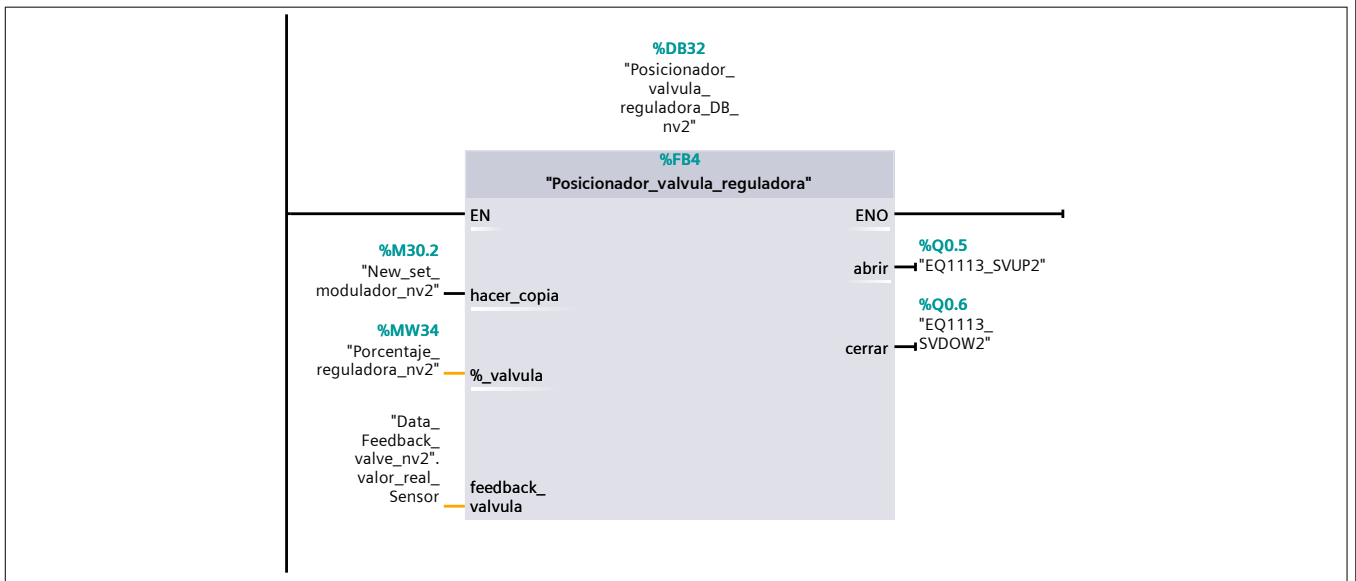 %DB32
"Posicionador_
valvula_
reguladora_DB_
nv2"
%FB4
"Posicionador_valvula_reguladora"
EN
ENO
%M30.2
"New_set_
modulador_nv2"
hacer_copia
%Q0.5
"EQ1113_SVUP2"
abrir
%MW34
"Porcentaje_
reguladora_nv2"
%_valvula
%Q0.6
"EQ1113_
SVDOW2"
cerrar
"Data_
Feedback_
valve_nv2".
valor_real_
Sensor
feedback_
valvula